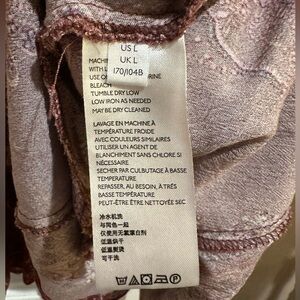 US L
UK L
170/104B
MACHIN
WITH L
USE O RINE
BLEACH
TUMBLE DRY LOW
LOW IRON AS NEEDED
MAY BE DRY CLEANED
LAVAGE EN MACHINE À
TEMPÉRATURE FROIDE
AVEC COULEURS SIMILAIRES
UTILISER UN AGENT DE
BLANCHIMENT SANS CHLORE SI
NÉCESSAIRE
SECHER PAR CULBUTAGE À BASSE
TEMPÉRATURE
REPASSER, AU BESOIN, À TRÈS
BASSE TEMPÉRATURE
PEUT-ÊTRE ÊTRE NETTOYÉE SEC
冷水机洗
与同色一起
仅使用无氯漂白剂
低温烘干
低温熨烫
可干洗